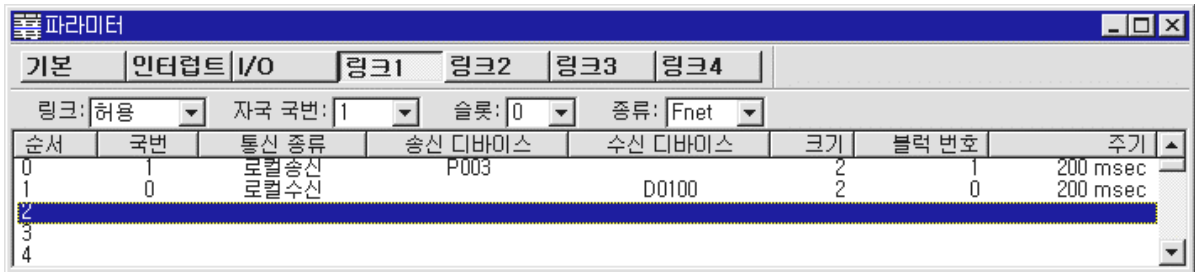 파라미터
기본 인터럽트 I/O 링크1 링크2 링크3 링크4
링크: 허용 자국 국번: 1 슬롯: 0 종류: Fnet
순서 국번 통신 종류 송신 디바이스 수신 디바이스 크기 블럭 번호 주기
0 1 로컬송신 P003 2 1 200 msec
1 0 로컬수신 D0100 2 0 200 msec
2
3
4